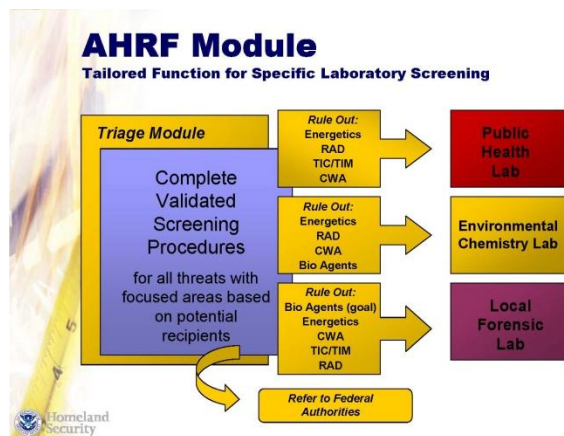 AHRF Module
Tailored Function for Specific Laboratory Screening
Triage Module
Complete
Validated
Screening
Procedures
for all threats with
focused areas based
on potential
recipients
Rule Out:
Energetics
RAD
TIC/TIM
CWA
Public
Health
Lab
Rule Out:
Energetics
RAD
CWA
Bio Agents
Environmental
Chemistry Lab
Rule Out:
Bio Agents (goal)
Energetics
CWA
TIC/TIM
RAD
Local
Forensic
Lab
Refer to Federal
Authorities
5
4
Homeland
Security